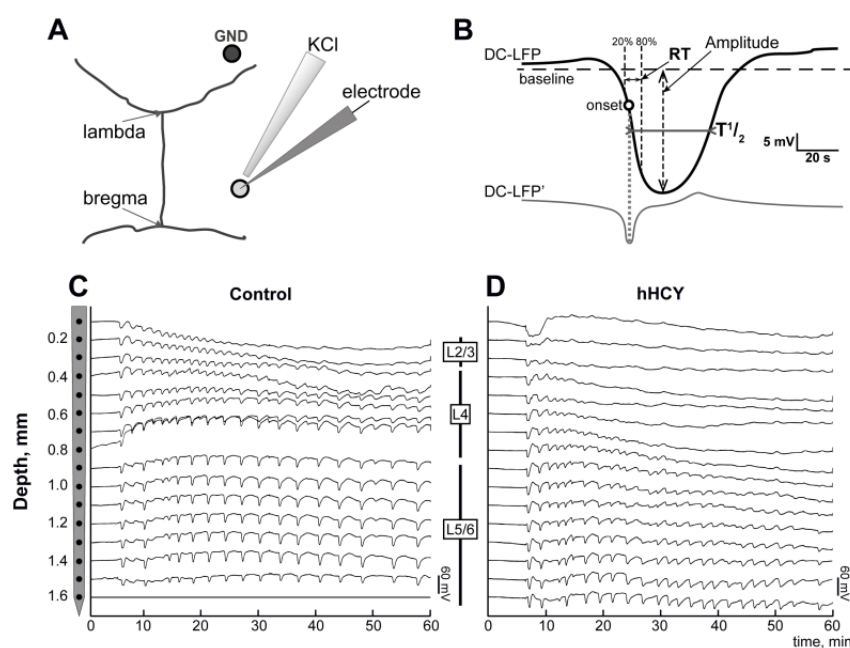 A
GND
KCl
electrode
lambda
bregma
B
DC-LFP
20% 80%
RT
Amplitude
baseline
onset
T1/2
5 mV
20 s
DC-LFP'
C
Control
D
hHCY
Depth, mm
0.2
0.4
0.6
0.8
1.0
1.2
1.4
1.6
L2/3
L4
L5/6
60 mV
60 mV
0 10 20 30 40 50 60
0 10 20 30 40 50 60
time, min